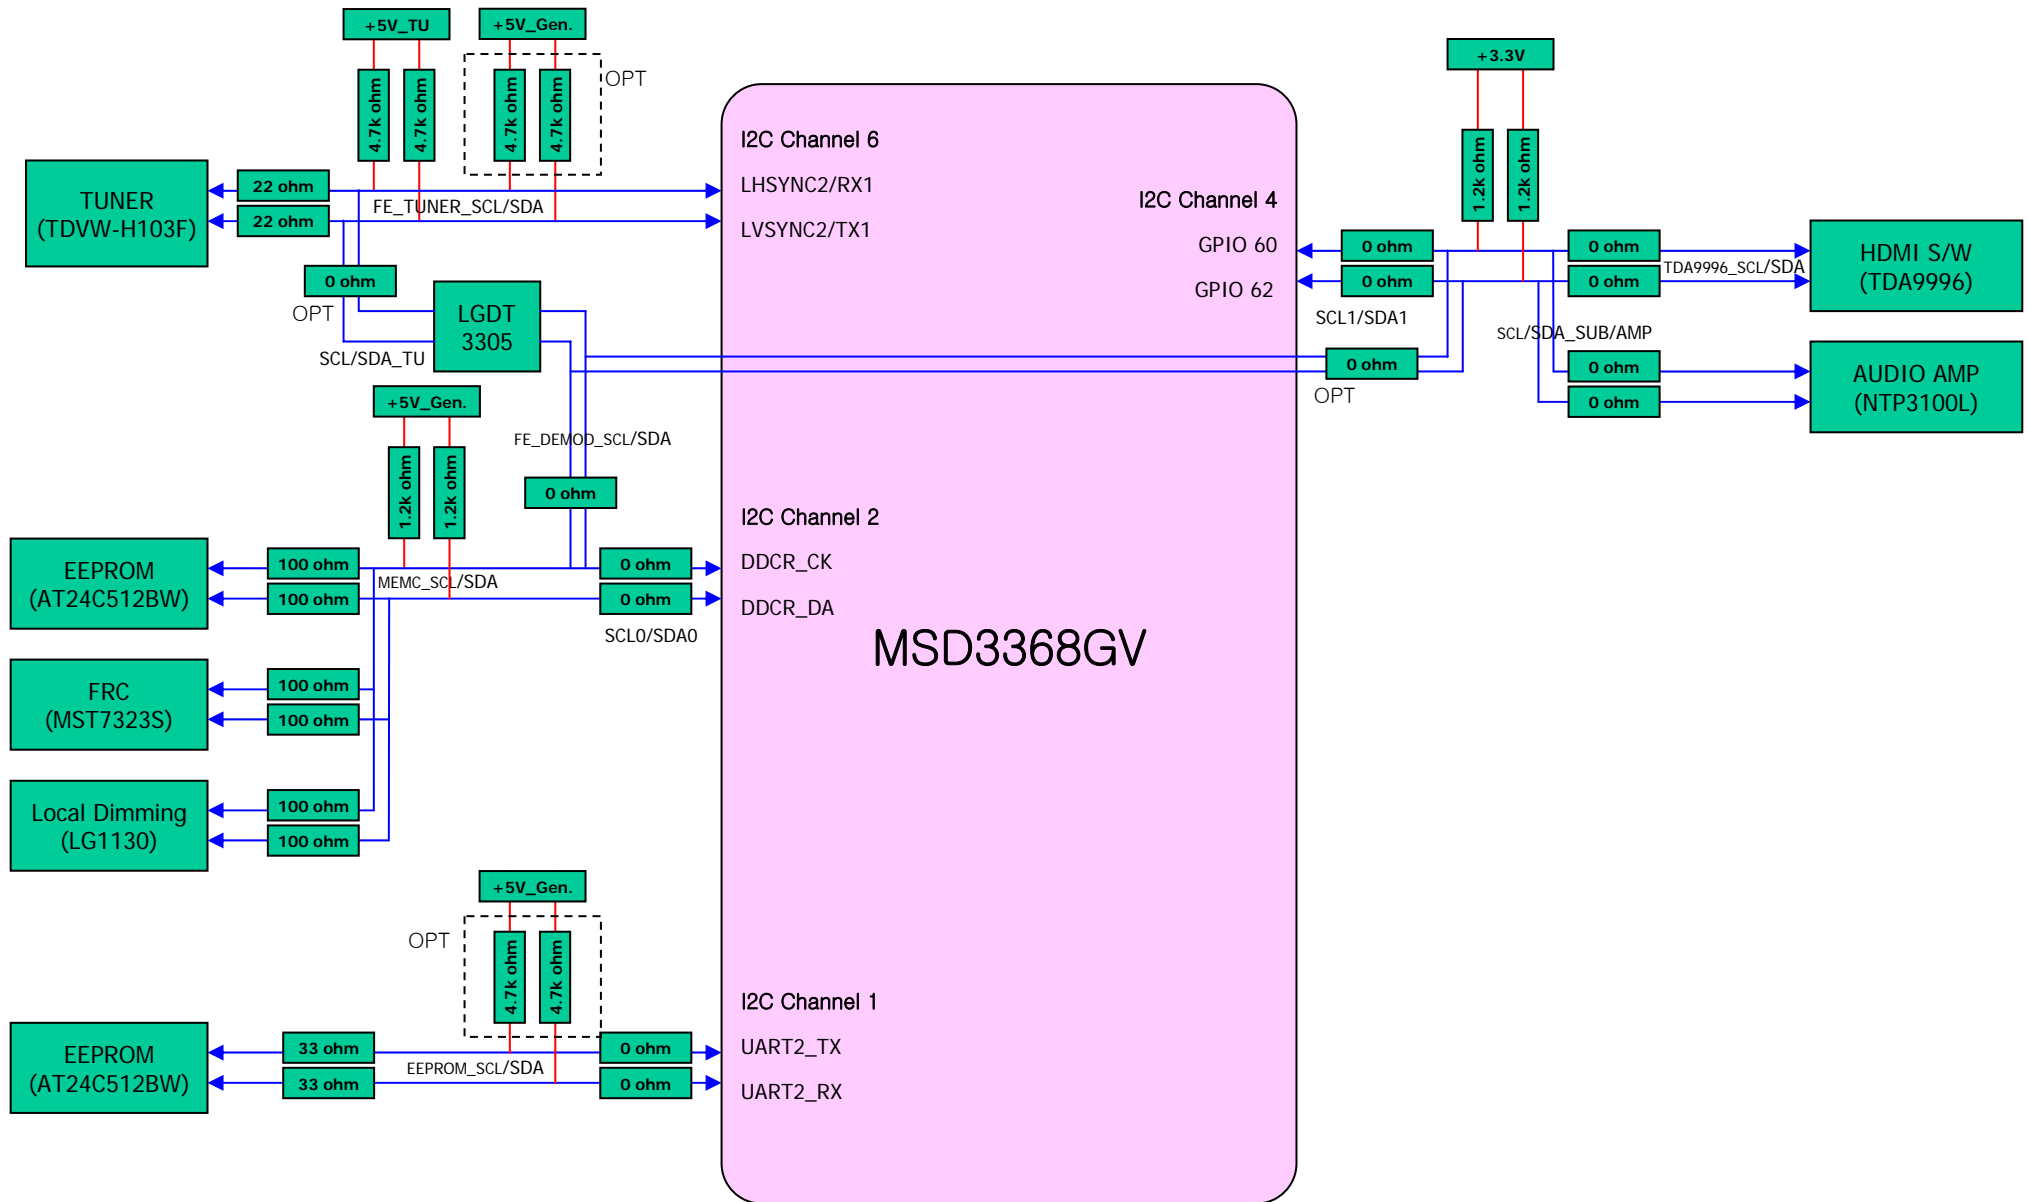 +5V_TU
+5V_Gen.
4.7k ohm
4.7k ohm
4.7k ohm
4.7k ohm
OPT
+3.3V
1.2k ohm
1.2k ohm
TUNER
(TDVW-H103F)
22 ohm
22 ohm
FE_TUNER_SCL/SDA
I2C Channel 6
LHSYNC2/RX1
LVSYNC2/TX1
I2C Channel 4
GPIO 60
GPIO 62
0 ohm
0 ohm
SCL1/SDA1
0 ohm
0 ohm
TDA9996_SCL/SDA
HDMI S/W
(TDA9996)
0 ohm
OPT
SCL/SDA_TU
LGDT
3305
SCL/SDA_SUB/AMP
0 ohm
OPT
0 ohm
0 ohm
AUDIO AMP
(NTP3100L)
+5V_Gen.
1.2k ohm
1.2k ohm
FE_DEMOD_SCL/SDA
0 ohm
I2C Channel 2
DDCR_CK
DDCR_DA
EEPROM
(AT24C512BW)
100 ohm
100 ohm
MEMC_SCL/SDA
0 ohm
0 ohm
SCL0/SDA0
MSD3368GV
FRC
(MST7323S)
100 ohm
100 ohm
Local Dimming
(LG1130)
100 ohm
100 ohm
+5V_Gen.
OPT
4.7k ohm
4.7k ohm
I2C Channel 1
UART2_TX
UART2_RX
EEPROM
(AT24C512BW)
33 ohm
33 ohm
EEPROM_SCL/SDA
0 ohm
0 ohm